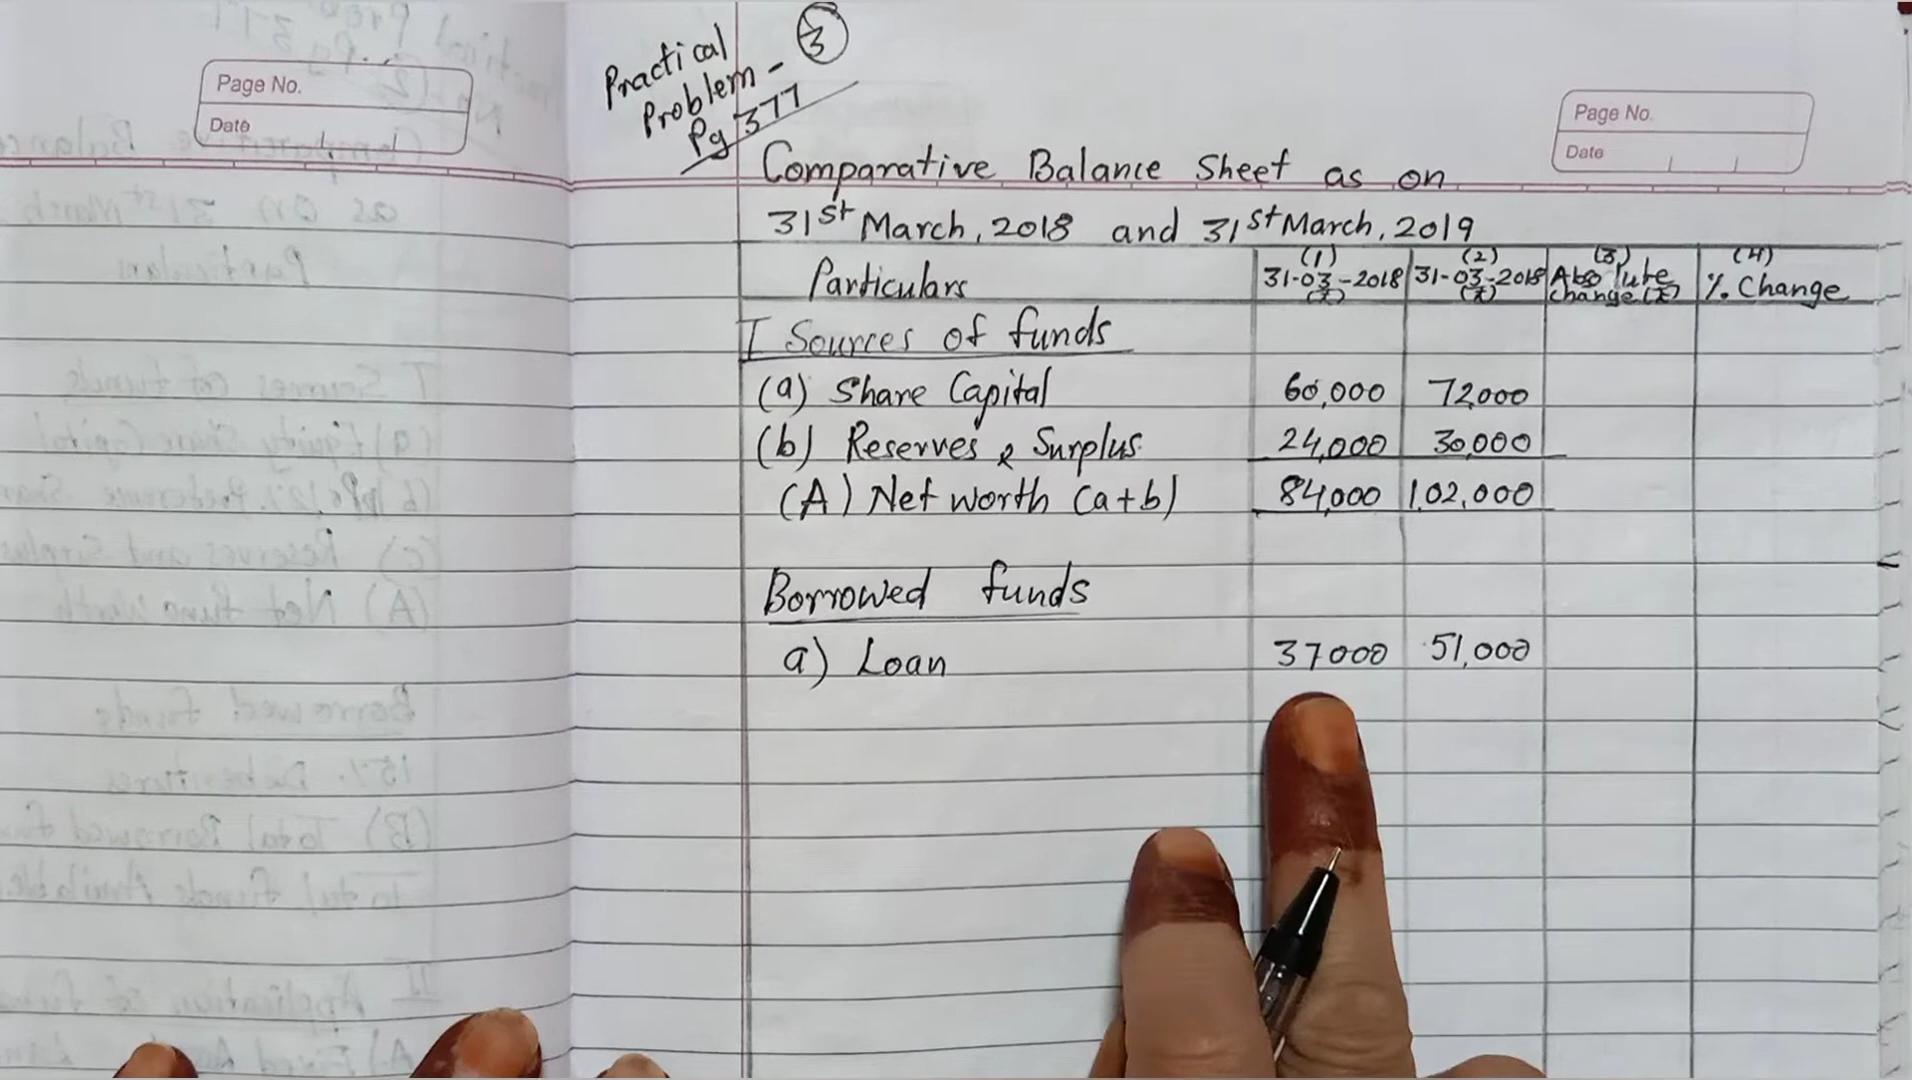 Page No.
Date
Practical
Problem - 3
Pg 377
Page No.
Date
Comparative Balance Sheet as on
31st March, 2018 and 31st March, 2019
Particulars (1) 31-03-2018 (₹) (2) 31-03-2018 (₹) (3) Absolute Change (₹) (4) % Change
I Sources of funds
(a) Share Capital 60,000 72,000
(b) Reserves & Surplus 24,000 30,000
(A) Net worth (a+b) 84,000 1,02,000
Borrowed funds
a) Loan 37000 51,000